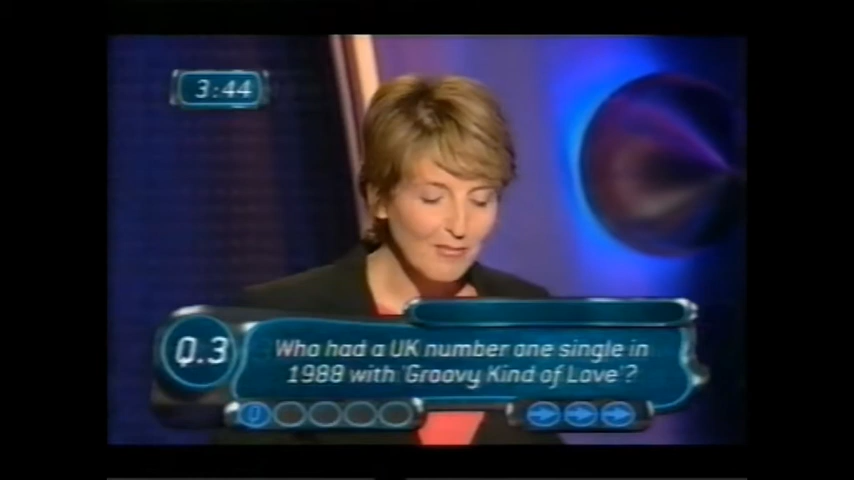 3:44
Q.3
Who had a UK number one single in
1988 with 'Groovy Kind of Love'?